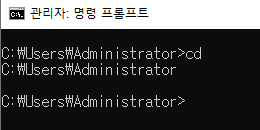 관리자: 명령 프롬프트
C:₩Users₩Administrator>cd
C:₩Users₩Administrator
C:₩Users₩Administrator>